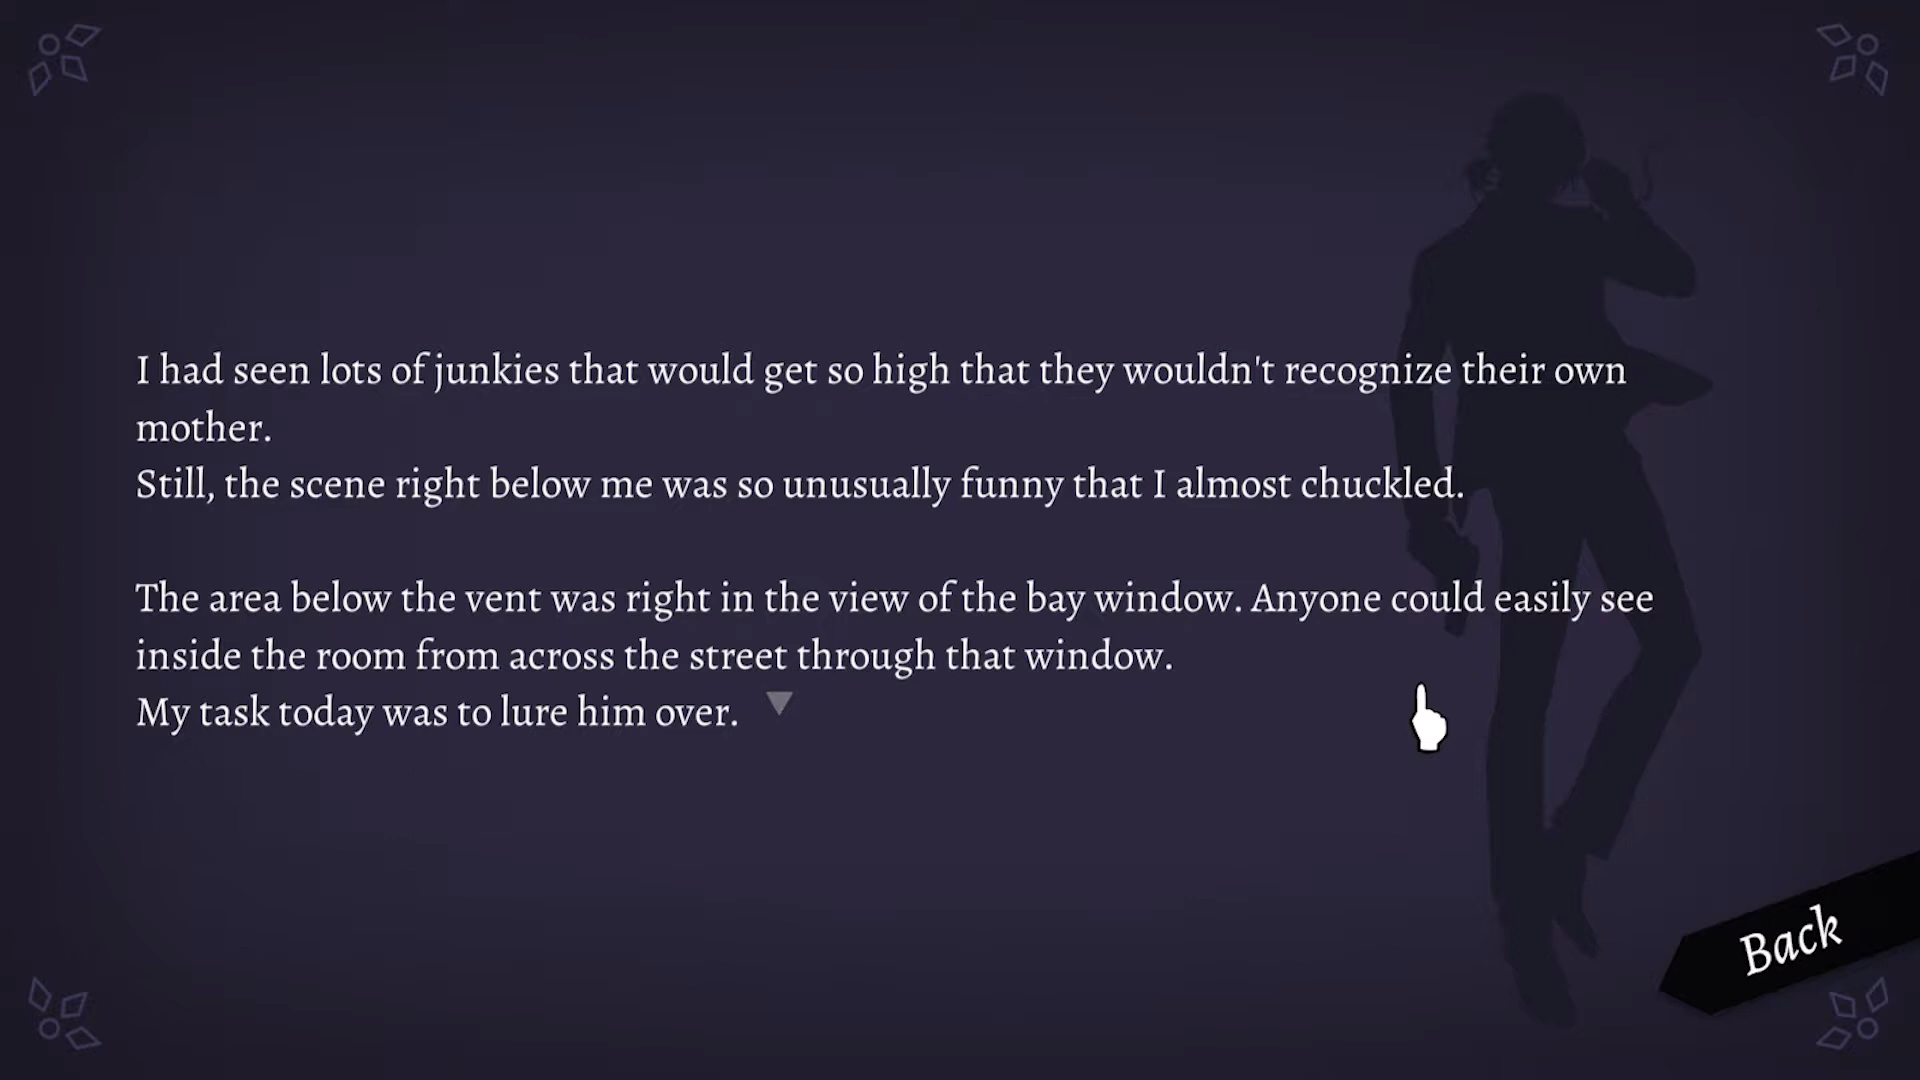 I had seen lots of junkies that would get so high that they wouldn't recognize their own
mother.
Still, the scene right below me was so unusually funny that I almost chuckled.
The area below the vent was right in the view of the bay window. Anyone could easily see
inside the room from across the street through that window.
My task today was to lure him over.
Back